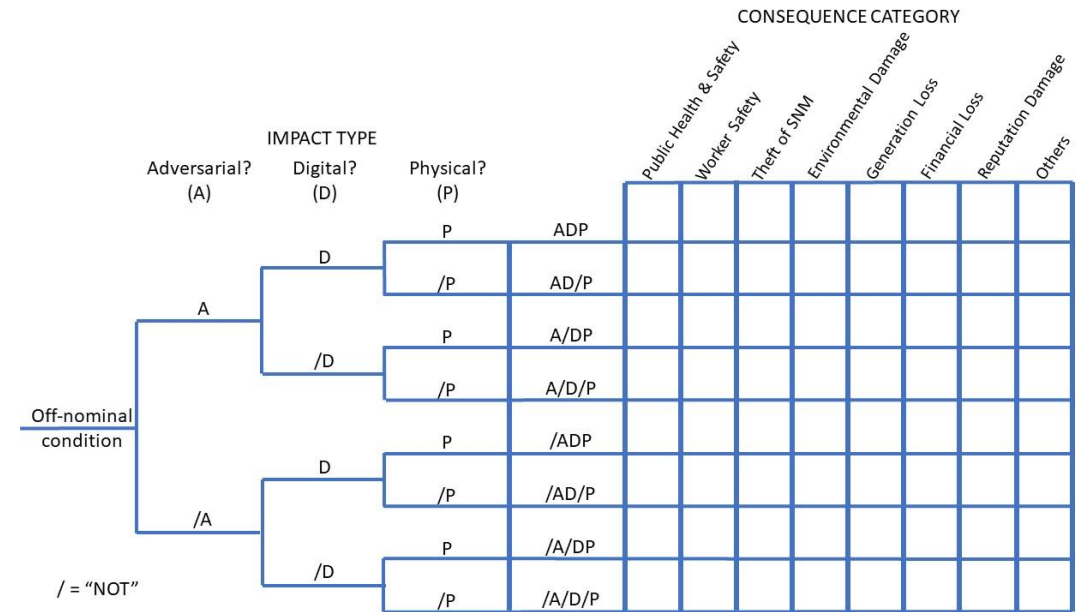 CONSEQUENCE CATEGORY
Public Health & Safety
Worker Safety
Theft of SNM
Environmental Damage
Generation Loss
Financial Loss
Reputation Damage
Others
IMPACT TYPE
Adversarial?
(A)
Digital?
(D)
Physical?
(P)
P
ADP
D
/P
AD/P
A
P
A/DP
/D
/P
A/D/P
Off-nominal
condition
P
/ADP
D
/P
/AD/P
/A
P
/A/DP
/D
/P
/A/D/P
/ = “NOT”